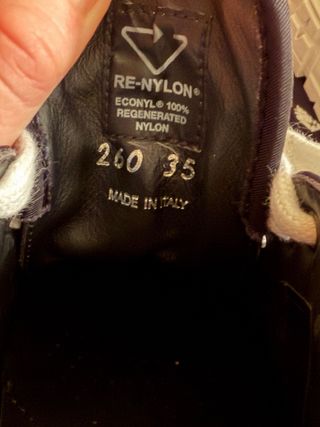 RE-NYLON®
ECONYL® 100%
REGENERATED
NYLON
260 35
MADE IN ITALY